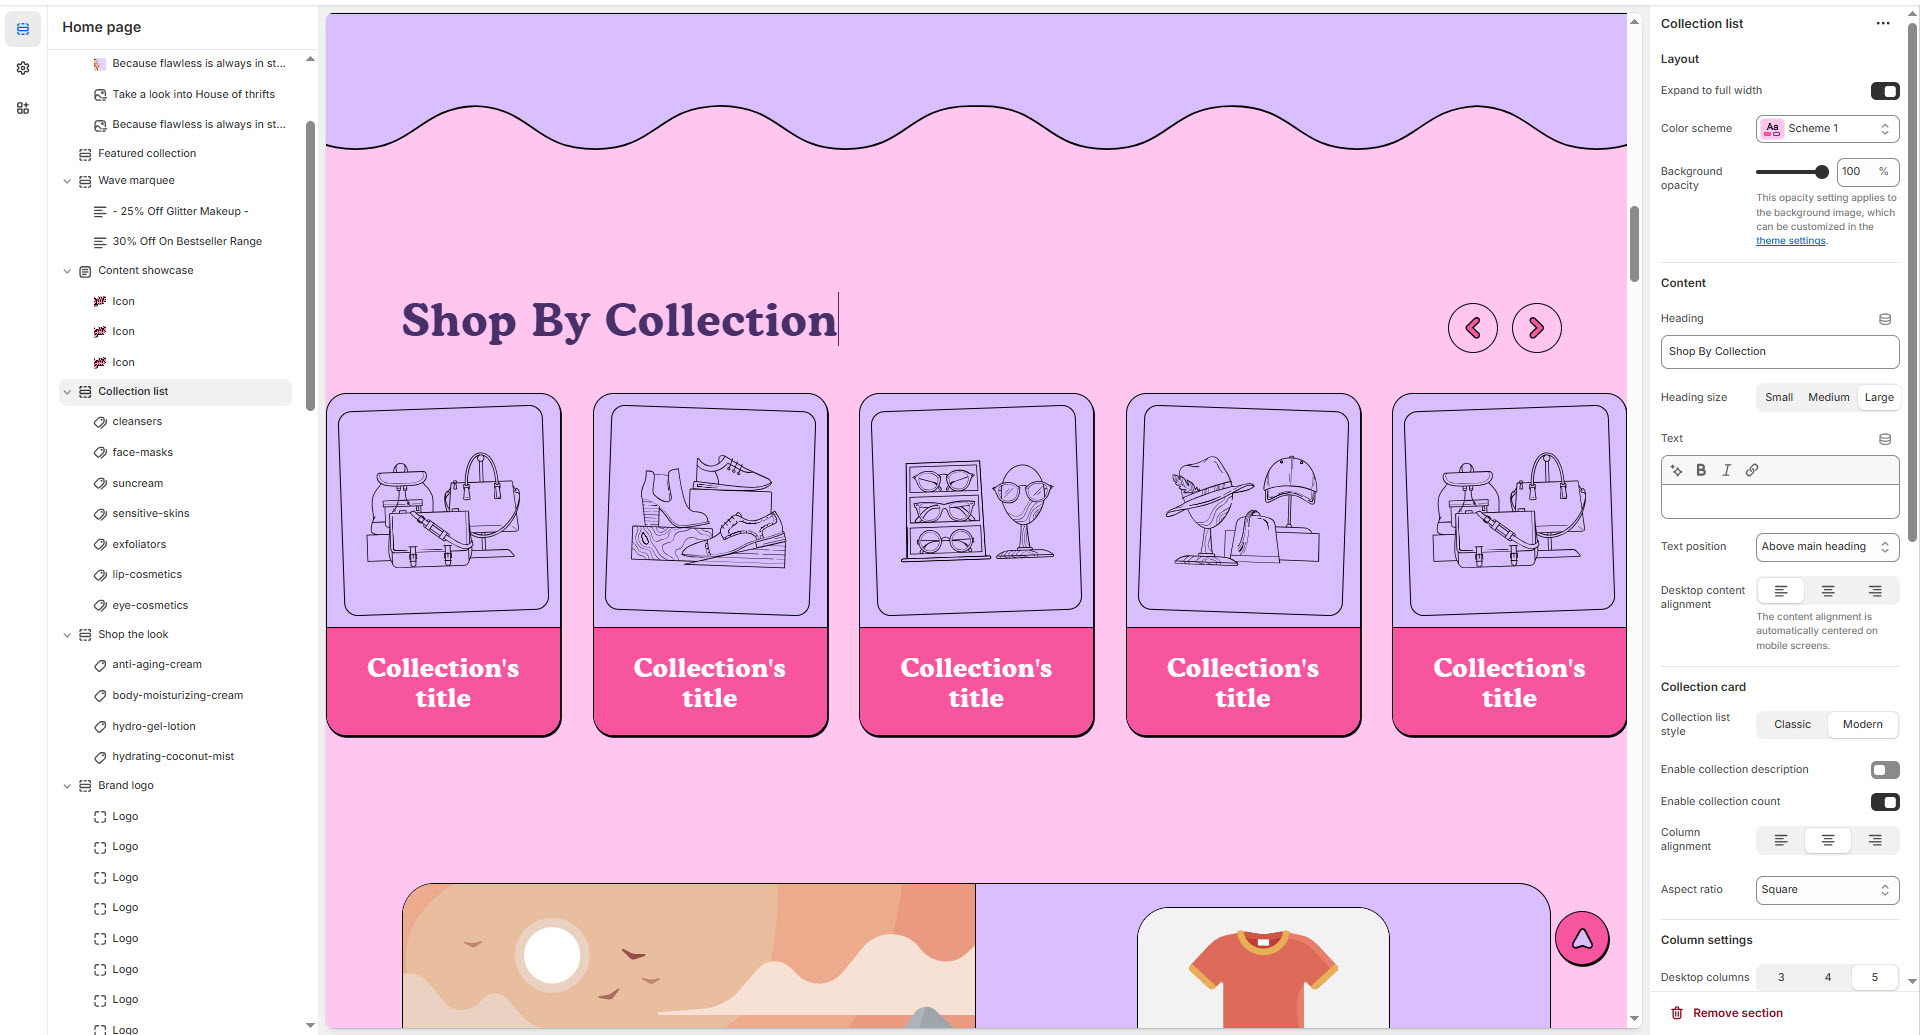 Home page
Because flawless is always in st...
Take a look into House of thrifts
Because flawless is always in st...
Featured collection
Wave marquee
- 25% Off Glitter Makeup -
30% Off On Bestseller Range
Content showcase
Icon
Icon
Icon
Collection list
cleansers
face-masks
suncream
sensitive-skins
exfoliators
lip-cosmetics
eye-cosmetics
Shop the look
anti-aging-cream
body-moisturizing-cream
hydro-gel-lotion
hydrating-coconut-mist
Brand logo
Logo
Logo
Logo
Logo
Logo
Logo
Logo
Logo
Shop By Collection
Collection's
title
Collection's
title
Collection's
title
Collection's
title
Collection's
title
Collection list
Layout
Expand to full width
Color scheme
Aa
Scheme 1
Background
opacity
100 %
This opacity setting applies to
the background image, which
can be customized in the
theme settings.
Content
Heading
Shop By Collection
Heading size
Small Medium Large
Text
B I
Text position
Above main heading
Desktop content
alignment
The content alignment is
automatically centered on
mobile screens.
Collection card
Collection list
style
Classic Modern
Enable collection description
Enable collection count
Column
alignment
Aspect ratio
Square
Column settings
Desktop columns
3 4 5
Remove section